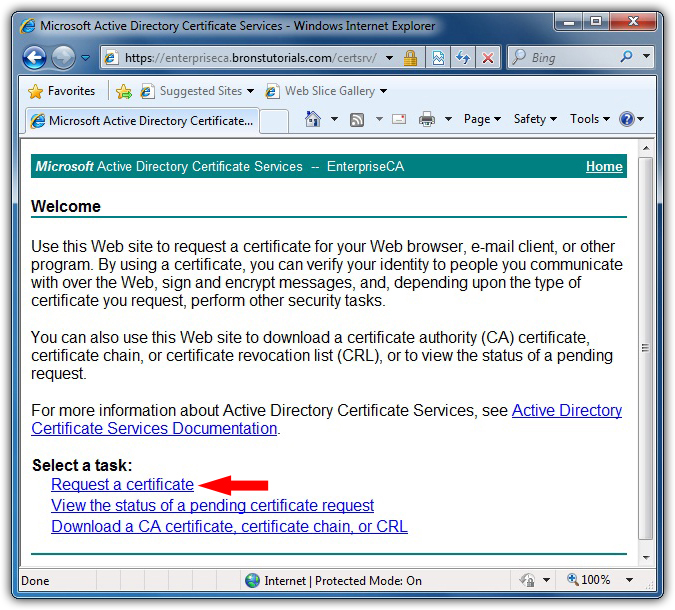 Microsoft Active Directory Certificate Services - Windows Internet Explorer
https://enterpriseca.bronstutorials.com/certsrv/
Bing
Favorites
Suggested Sites
Web Slice Gallery
Microsoft Active Directory Certificate...
Page
Safety
Tools
Microsoft Active Directory Certificate Services -- EnterpriseCA
Home
Welcome
Use this Web site to request a certificate for your Web browser, e-mail client, or other
program. By using a certificate, you can verify your identity to people you communicate
with over the Web, sign and encrypt messages, and, depending upon the type of
certificate you request, perform other security tasks.
You can also use this Web site to download a certificate authority (CA) certificate,
certificate chain, or certificate revocation list (CRL), or to view the status of a pending
request.
For more information about Active Directory Certificate Services, see Active Directory
Certificate Services Documentation.
Select a task:
Request a certificate
View the status of a pending certificate request
Download a CA certificate, certificate chain, or CRL
Done
Internet | Protected Mode: On
100%